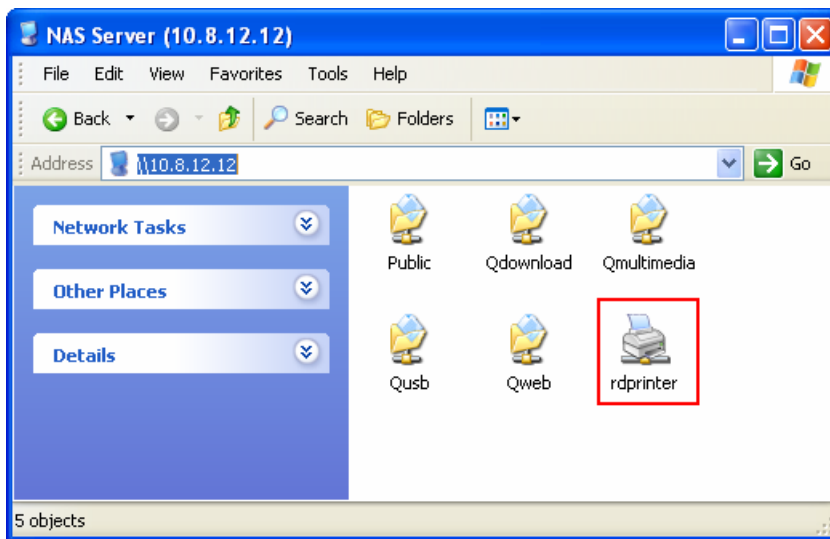 NAS Server (10.8.12.12)
File Edit View Favorites Tools Help
Back Search Folders
Address \\10.8.12.12 Go
Network Tasks
Other Places
Details
Public Qdownload Qmultimedia
Qusb Qweb rdprinter
5 objects